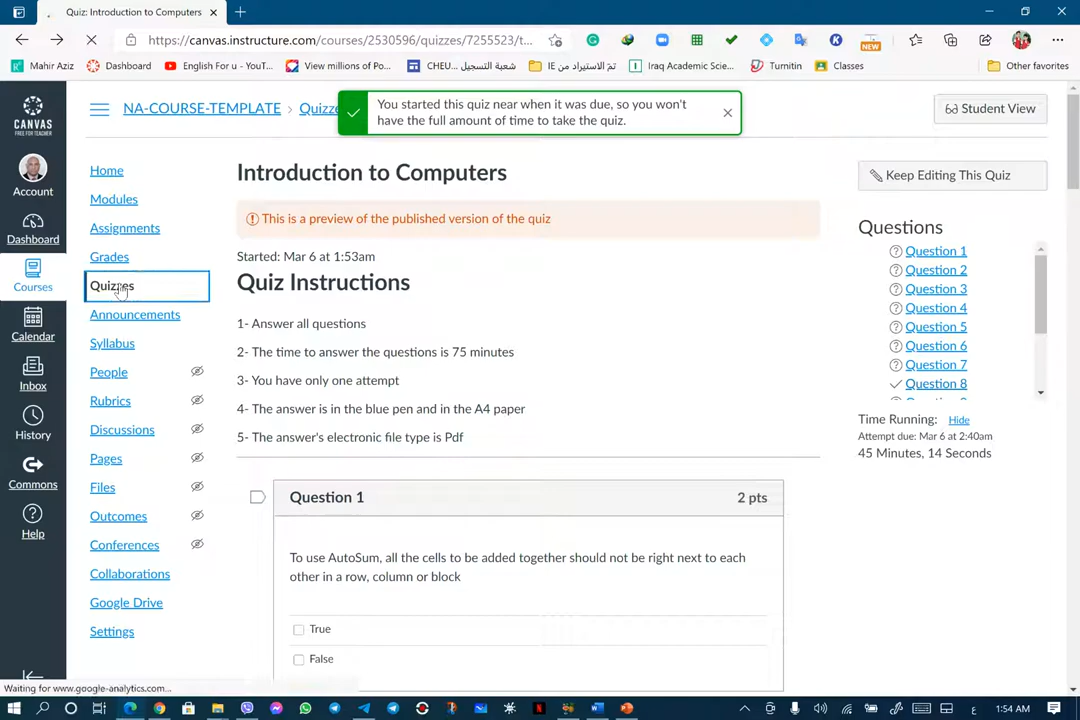 Quiz: Introduction to Computers
https://canvas.instructure.com/courses/2530596/quizzes/7255523/t...
NEW
Mahir Aziz
Dashboard
English For u - YouT...
View millions of Po...
CHEU... شعبة التسجيل
IE تمّ الاستيراد من
Iraq Academic Scie...
Turnitin
Classes
Other favorites
CANVAS
FREE FOR TEACHER
Account
Dashboard
Courses
Calendar
Inbox
History
Commons
Help
NA-COURSE-TEMPLATE
Quizze
You started this quiz near when it was due, so you won't
have the full amount of time to take the quiz.
Student View
Home
Modules
Assignments
Grades
Quizzes
Announcements
Syllabus
People
Rubrics
Discussions
Pages
Files
Outcomes
Conferences
Collaborations
Google Drive
Settings
Introduction to Computers
This is a preview of the published version of the quiz
Started: Mar 6 at 1:53am
Quiz Instructions
1- Answer all questions
2- The time to answer the questions is 75 minutes
3- You have only one attempt
4- The answer is in the blue pen and in the A4 paper
5- The answer's electronic file type is Pdf
Question 1
2 pts
To use AutoSum, all the cells to be added together should not be right next to each
other in a row, column or block
True
False
Keep Editing This Quiz
Questions
Question 1
Question 2
Question 3
Question 4
Question 5
Question 6
Question 7
Question 8
Time Running: Hide
Attempt due: Mar 6 at 2:40am
45 Minutes, 14 Seconds
Waiting for www.google-analytics.com...
ع
1:54 AM